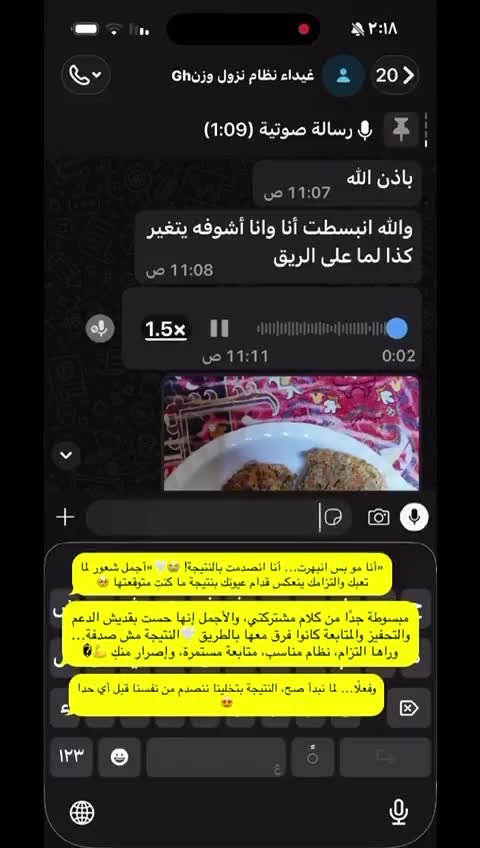 ٢:١٨
20
غيداء نظام نزول وزنGh
رسالة صوتية (1:09)
باذن الله
11:07 ص
والله انبسطت أنا وانا أشوفه يتغير
كذا لما على الريق
11:08 ص
1.5×
11:11 ص
0:02
«أنا مو بس انبهرت… أنا انصدمت بالنتيجة! 😭🤍»أجمل شعور لما
تعبك والتزامك ينعكس قدام عيونك بنتيجة ما كنتِ متوقعتها 🥹
مبسوطة جدًا من كلام مشتركتي، والأجمل إنها حست بقديش الدعم
والتحفيز والمتابعة كانوا فرق معها بالطريق 🤍النتيجة مش صدفة…
وراها التزام، نظام مناسب، متابعة مستمرة، وإصرار منكِ 💪�
وفعلًا… لما نبدأ صح، النتيجة بتخلينا ننصدم من نفسنا قبل أي حدا
😍
١٢٣